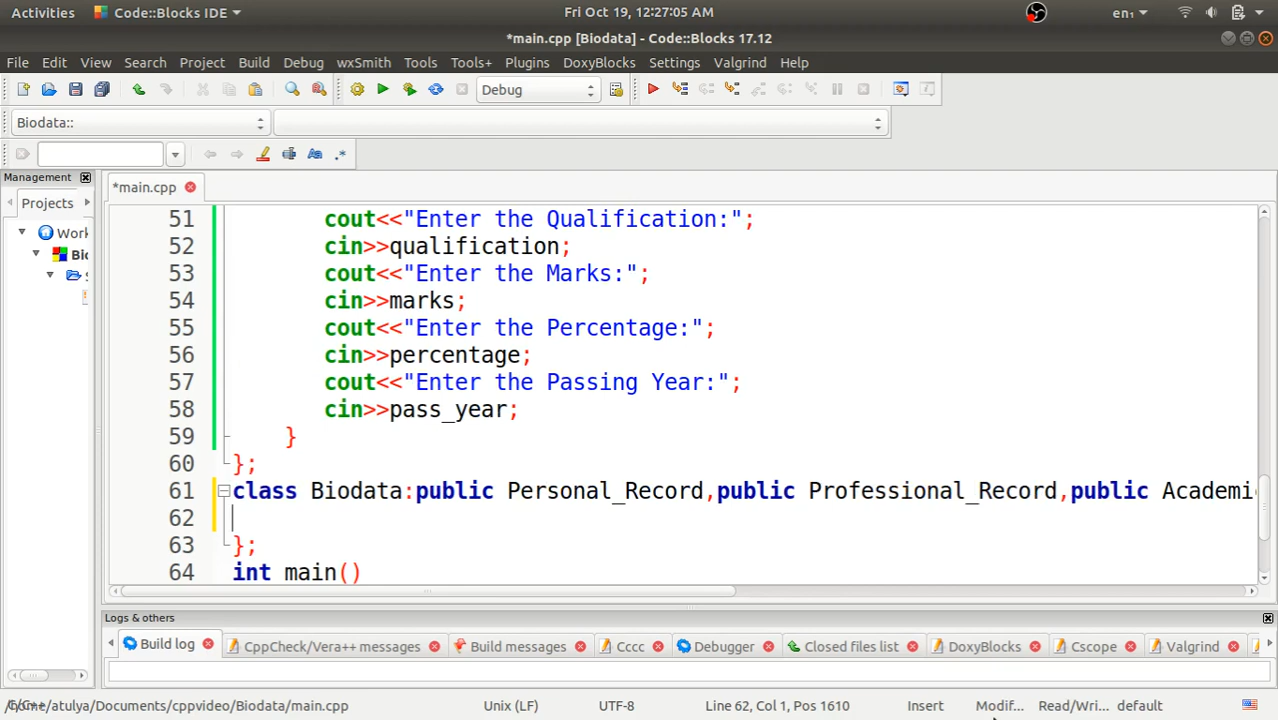 Activities Code::Blocks IDE Fri Oct 19, 12:27:05 AM en₁
*main.cpp [Biodata] - Code::Blocks 17.12
File Edit View Search Project Build Debug wxSmith Tools Tools+ Plugins DoxyBlocks Settings Valgrind Help
Debug
Biodata::
Management
*main.cpp
Projects
Work
Bio
51 cout<<"Enter the Qualification:";
52 cin>>qualification;
53 cout<<"Enter the Marks:";
54 cin>>marks;
55 cout<<"Enter the Percentage:";
56 cin>>percentage;
57 cout<<"Enter the Passing Year:";
58 cin>>pass_year;
59 }
60 };
61 class Biodata:public Personal_Record,public Professional_Record,public Academi
62
63 };
64 int main()
Logs & others
Build log CppCheck/Vera++ messages Build messages Cccc Debugger Closed files list DoxyBlocks Cscope Valgrind
/home/atulya/Documents/cppvideo/Biodata/main.cpp Unix (LF) UTF-8 Line 62, Col 1, Pos 1610 Insert Modif... Read/Wri... default